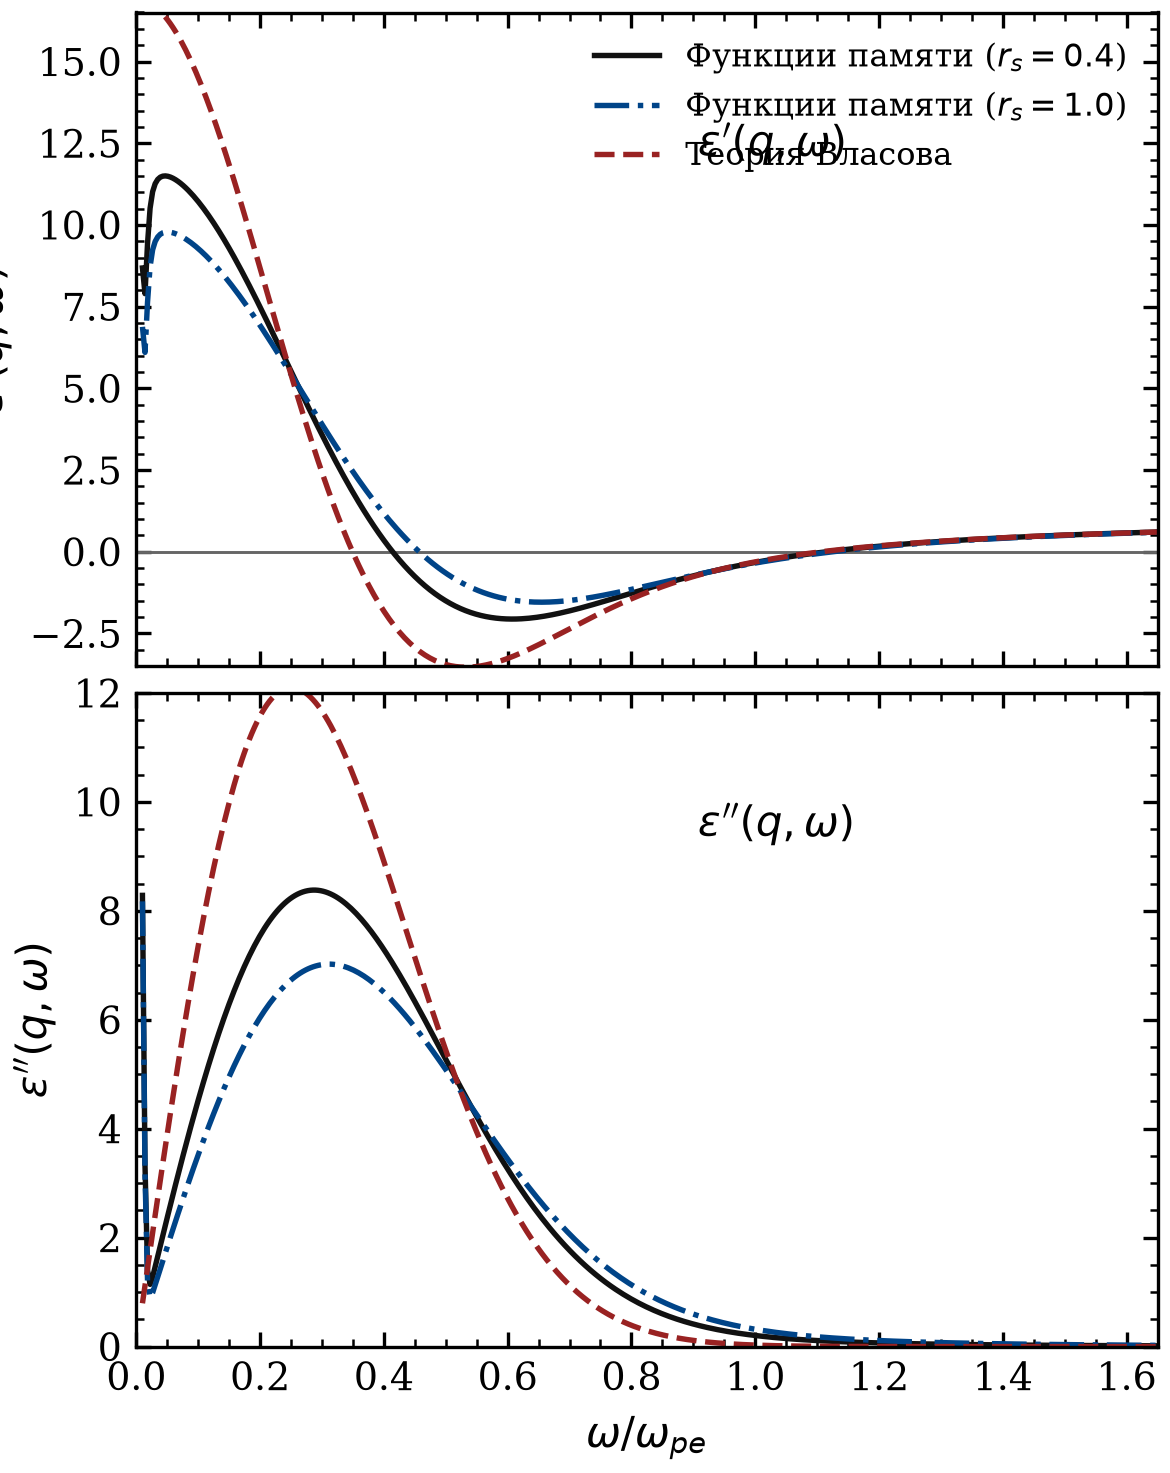 15.0
12.5
10.0
7.5
5.0
2.5
0.0
−2.5
Функции памяти (r_s = 0.4)
Функции памяти (r_s = 1.0)
Теория Власова
ε′(q, ω)
12
10
8
6
4
2
0
ε″(q, ω)
ε″(q, ω)
0.0 0.2 0.4 0.6 0.8 1.0 1.2 1.4 1.6
ω/ω_{pe}